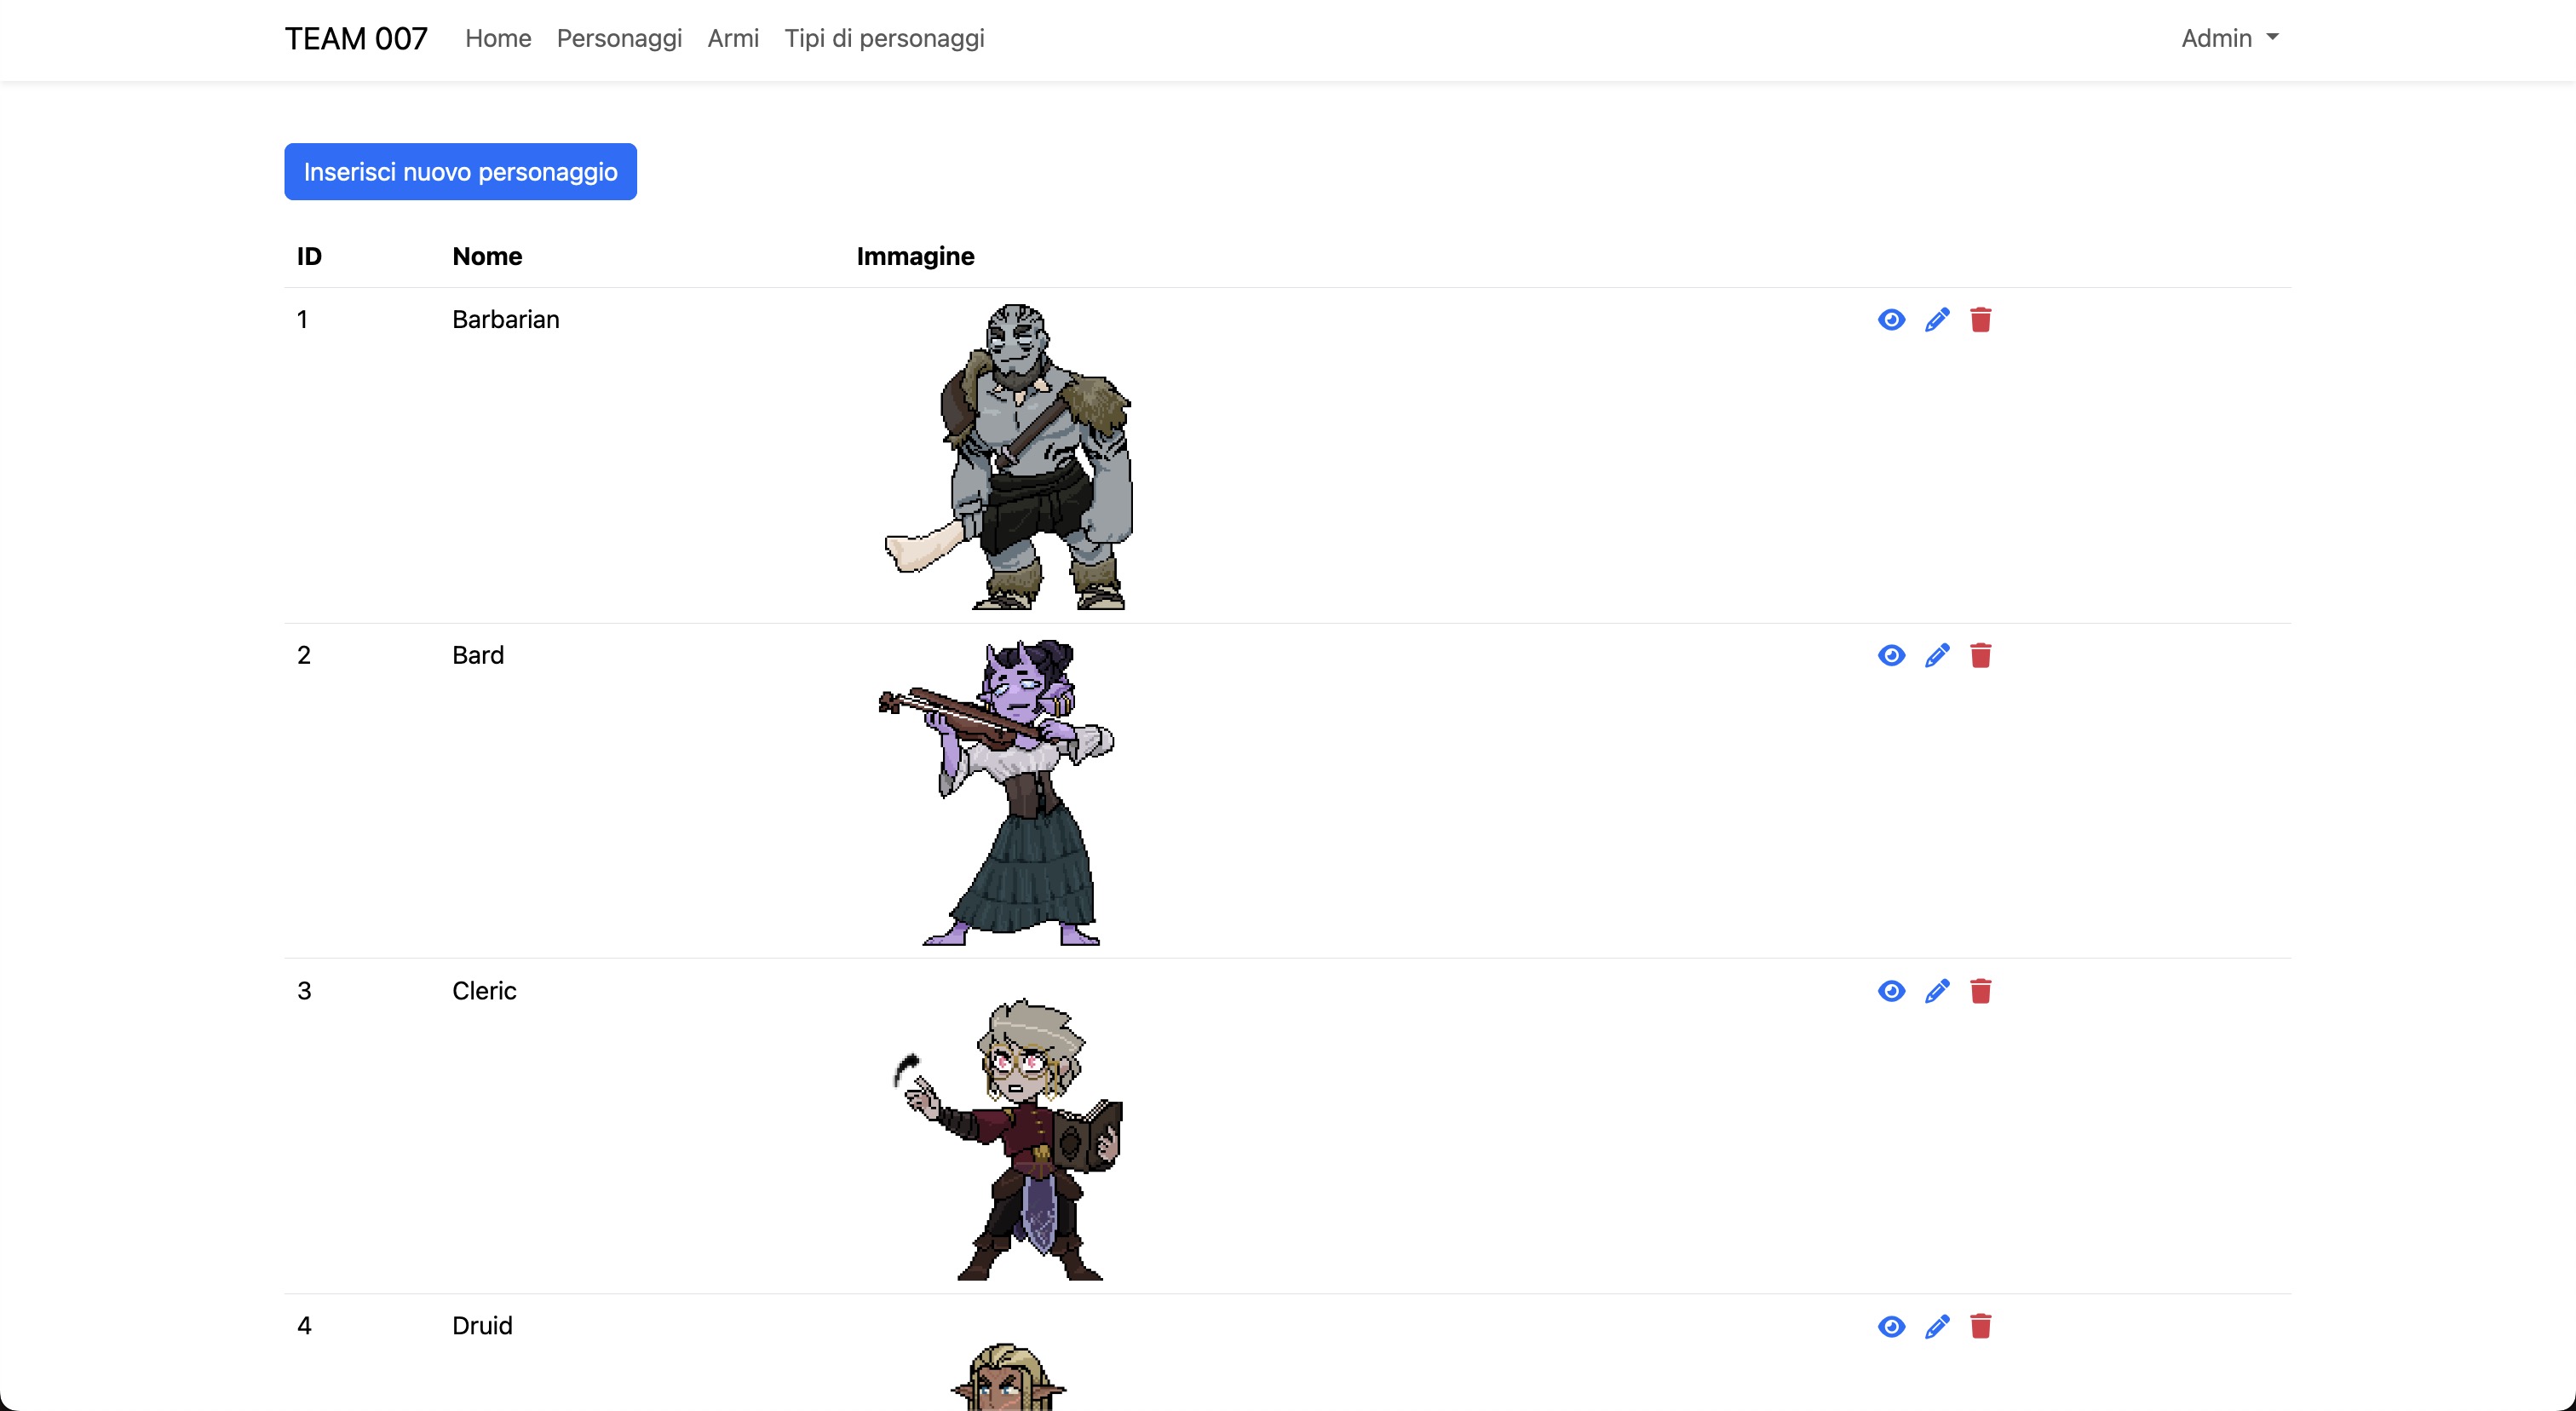 TEAM 007 Home Personaggi Armi Tipi di personaggi Admin
Inserisci nuovo personaggio
ID Nome Immagine
1 Barbarian
2 Bard
3 Cleric
4 Druid